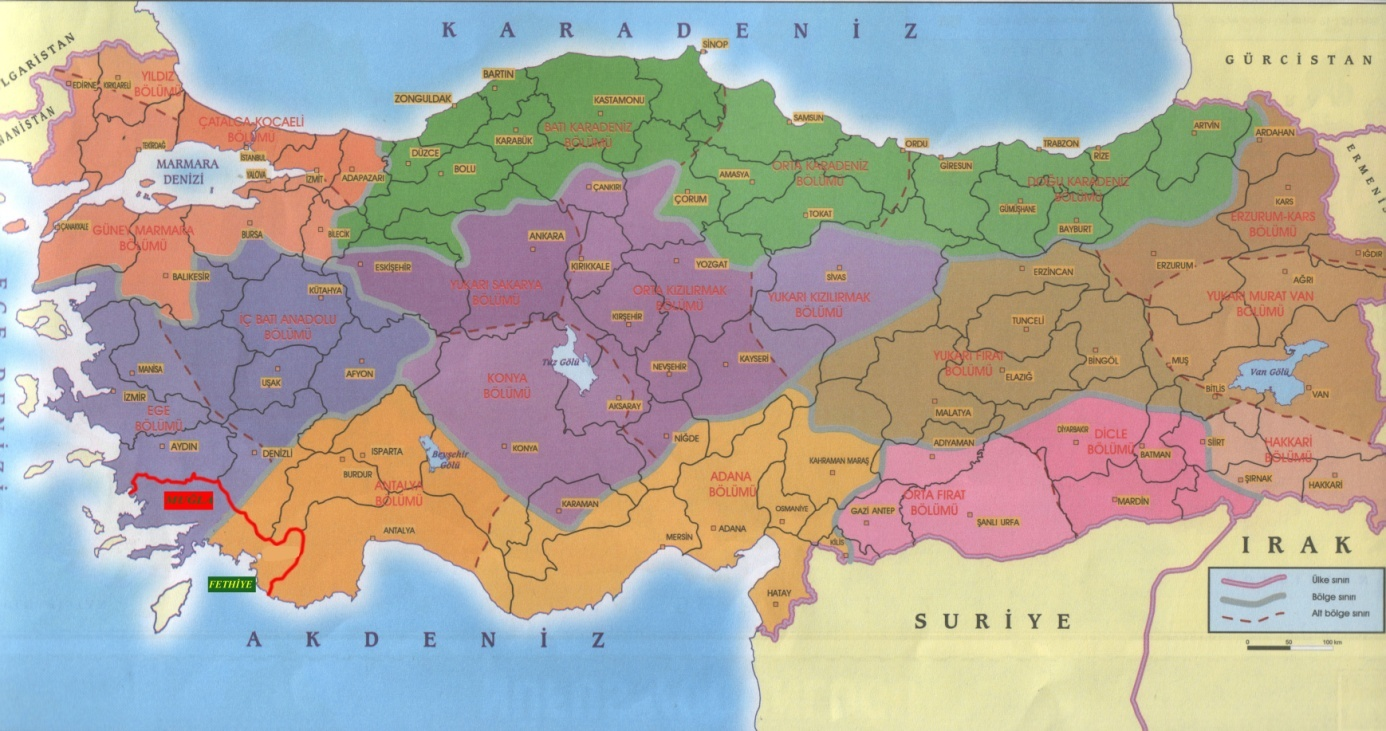 K A R A D E N İ Z
LGARİSTAN
NANİSTAN
GÜRCİSTAN
SİNOP
BARTIN
ZONGULDAK
KASTAMONU
KARABÜK
BATI KARADENİZ
BÖLÜMÜ
DÜZCE
BOLU
YILDIZ
BÖLÜMÜ
EDİRNE
KIRKLARELİ
ÇATALCA-KOCAELİ
BÖLÜMÜ
TEKİRDAĞ
İSTANBUL
MARMARA
DENİZİ
YALOVA
İZMİT
ADAPAZARI
SAMSUN
ORDU
GİRESUN
TRABZON
RİZE
ARTVİN
ARDAHAN
AMASYA
ORTA KARADENİZ
BÖLÜMÜ
TOKAT
ÇORUM
ÇANKIRI
DOĞU KARADENİZ
BÖLÜMÜ
GÜMÜŞHANE
BAYBURT
KARS
ERZURUM-KARS
BÖLÜMÜ
IĞDIR
ÇANAKKALE
GÜNEY MARMARA
BÖLÜMÜ
BURSA
BİLECİK
BALIKESİR
ESKİŞEHİR
ANKARA
KIRIKKALE
YOZGAT
SİVAS
ERZİNCAN
ERZURUM
AĞRI
YUKARI SAKARYA
BÖLÜMÜ
ORTA KIZILIRMAK
BÖLÜMÜ
YUKARI KIZILIRMAK
BÖLÜMÜ
YUKARI MURAT VAN
BÖLÜMÜ
KÜTAHYA
İÇ BATI ANADOLU
BÖLÜMÜ
KIRŞEHİR
TUNCELİ
YUKARI FIRAT
BÖLÜMÜ
ELAZIĞ
BİNGÖL
MUŞ
BİTLİS
Van Gölü
VAN
MANİSA
İZMİR
UŞAK
AFYON
Tuz Gölü
KONYA
BÖLÜMÜ
NEVŞEHİR
KAYSERİ
AKSARAY
MALATYA
EGE
BÖLÜMÜ
AYDIN
DENİZLİ
ISPARTA
BURDUR
Beyşehir
Gölü
KONYA
NİĞDE
ADIYAMAN
DİYARBAKIR
DİCLE
BÖLÜMÜ
BATMAN
SİİRT
HAKKARİ
BÖLÜMÜ
ŞIRNAK
HAKKARİ
KAHRAMAN MARAŞ
ADANA
BÖLÜMÜ
ANTALYA
BÖLÜMÜ
KARAMAN
OSMANİYE
GAZİ ANTEP
ORTA FIRAT
BÖLÜMÜ
ŞANLI URFA
MARDİN
MUĞLA
ANTALYA
MERSİN
ADANA
KİLİS
HATAY
FETHİYE
A K D E N İ Z
SURİYE
IRAK
Ülke sınırı
Bölge sınırı
Alt bölge sınırı
0 50 100 km